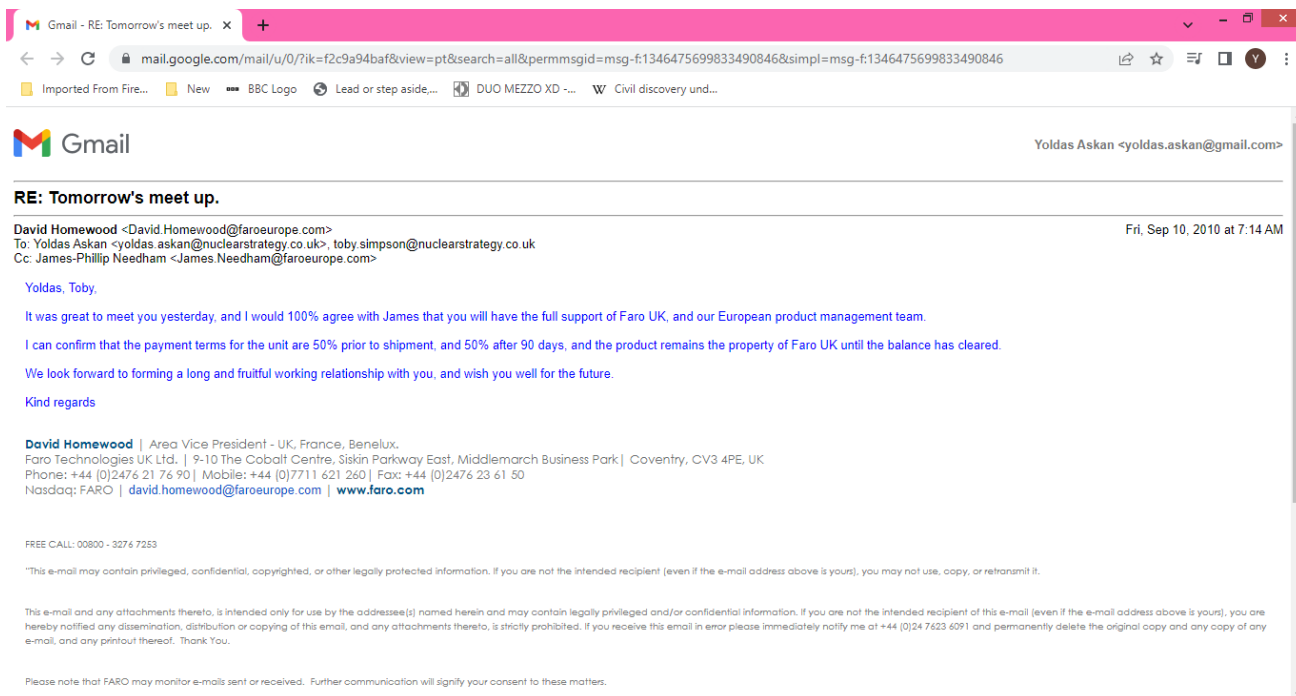 Gmail - RE: Tomorrow's meet up.
mail.google.com/mail/u/0/?ik=f2c9a94baf&view=pt&search=all&permmsgid=msg-f:1346475699833490846&simpl=msg-f:1346475699833490846
Y
Imported From Fire... New BBC Logo Lead or step aside,... DUO MEZZO XD -... W Civil discovery und...
Gmail
Yoldas Askan <yoldas.askan@gmail.com>
RE: Tomorrow's meet up.
David Homewood <David.Homewood@faroeurope.com> Fri, Sep 10, 2010 at 7:14 AM
To: Yoldas Askan <yoldas.askan@nuclearstrategy.co.uk>, toby.simpson@nuclearstrategy.co.uk
Cc: James-Phillip Needham <James.Needham@faroeurope.com>
Yoldas, Toby,
It was great to meet you yesterday, and I would 100% agree with James that you will have the full support of Faro UK, and our European product management team.
I can confirm that the payment terms for the unit are 50% prior to shipment, and 50% after 90 days, and the product remains the property of Faro UK until the balance has cleared.
We look forward to forming a long and fruitful working relationship with you, and wish you well for the future.
Kind regards
David Homewood | Area Vice President - UK, France, Benelux.
Faro Technologies UK Ltd. | 9-10 The Cobalt Centre, Siskin Parkway East, Middlemarch Business Park| Coventry, CV3 4PE, UK
Phone: +44 (0)2476 21 76 90| Mobile: +44 (0)7711 621 260| Fax: +44 (0)2476 23 61 50
Nasdaq: FARO | david.homewood@faroeurope.com | www.faro.com
FREE CALL: 00800 - 3276 7253
"This e-mail may contain privileged, confidential, copyrighted, or other legally protected information. If you are not the intended recipient (even if the e-mail address above is yours), you may not use, copy, or retransmit it.
This e-mail and any attachments thereto, is intended only for use by the addressee(s) named herein and may contain legally privileged and/or confidential information. If you are not the intended recipient of this e-mail (even if the e-mail address above is yours), you are
hereby notified any dissemination, distribution or copying of this email, and any attachments thereto, is strictly prohibited. If you receive this email in error please immediately notify me at +44 (0)24 7623 6091 and permanently delete the original copy and any copy of any
e-mail, and any printout thereof. Thank You.
Please note that FARO may monitor e-mails sent or received. Further communication will signify your consent to these matters.